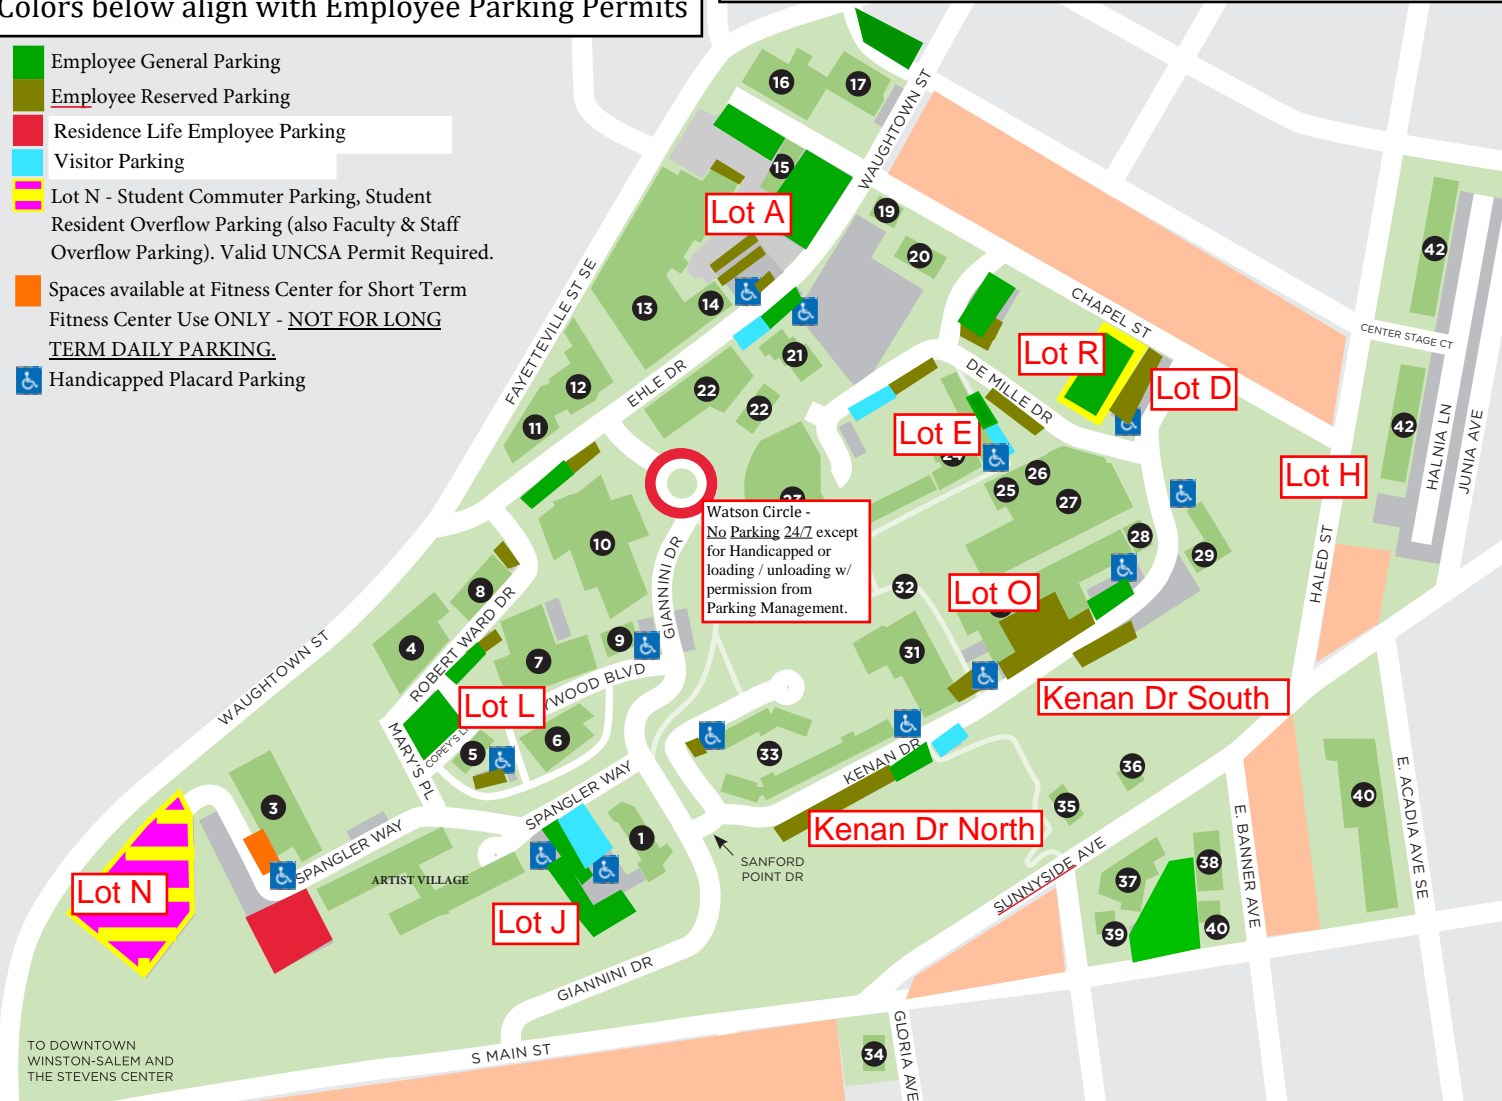 Colors below align with Employee Parking Permits
Employee General Parking
Employee Reserved Parking
Residence Life Employee Parking
Visitor Parking
Lot N - Student Commuter Parking, Student
Resident Overflow Parking (also Faculty & Staff
Overflow Parking). Valid UNCSA Permit Required.
Spaces available at Fitness Center for Short Term
Fitness Center Use ONLY - NOT FOR LONG
TERM DAILY PARKING.
Handicapped Placard Parking
16
17
WAUGHTOWN ST
15
Lot A
19
20
42
13
14
FAYETTEVILLE ST SE
CHAPEL ST
CENTER STAGE CT
21
Lot R
Lot D
12
EHLE DR
22
22
DE MILLE DR
11
Lot E
24
42
HALNIA LN
JUNIA AVE
Lot H
26
25
27
23
Watson Circle -
No Parking 24/7 except
for Handicapped or
loading / unloading w/
permission from
Parking Management.
10
GIANNINI DR
28
29
HALED ST
8
32
Lot O
ROBERT WARD DR
4
9
7
31
YWOOD BLVD
WAUGHTOWN ST
Lot L
Kenan Dr South
MARY'S PL
COPEY'S L
5
6
33
KENAN DR
36
35
40
E. ACADIA AVE SE
3
SPANGLER WAY
SPANGLER WAY
1
Kenan Dr North
SANFORD
POINT DR
SUNNYSIDE AVE
E. BANNER AVE
38
37
39
40
Lot N
ARTIST VILLAGE
Lot J
GIANNINI DR
S MAIN ST
34
GLORIA AVE
TO DOWNTOWN
WINSTON-SALEM AND
THE STEVENS CENTER